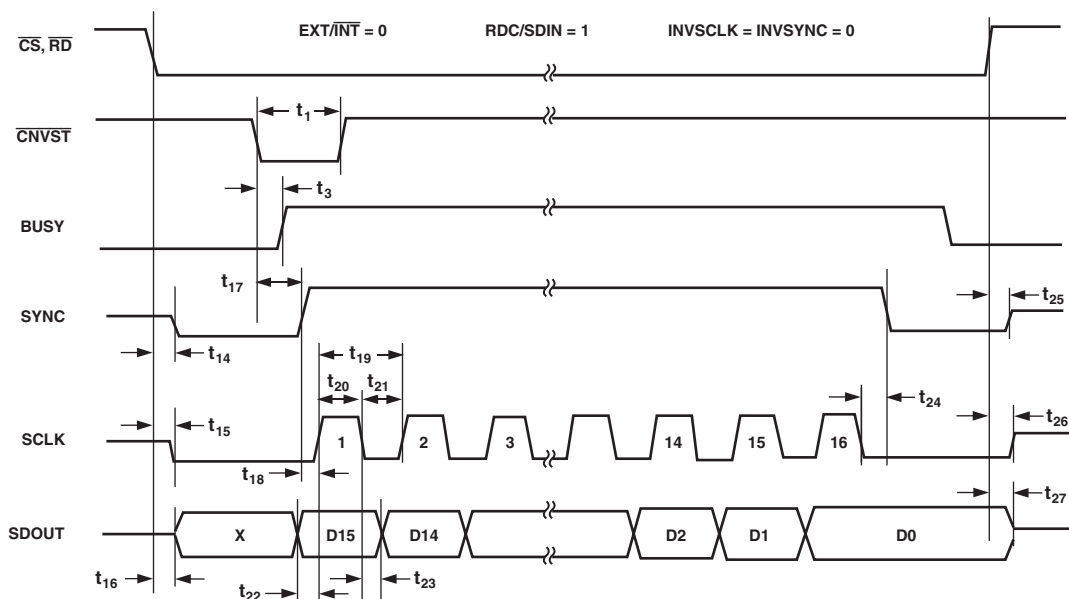 EXT/INT = 0 RDC/SDIN = 1 INVSCLK = INVSYNC = 0
CS, RD
t1
CNVST
t3
BUSY
t17
t25
SYNC
t14
t19
t20 t21
t24
t15
t26
SCLK
1 2 3 14 15 16
t18
t27
SDOUT
X D15 D14 D2 D1 D0
t16
t22
t23